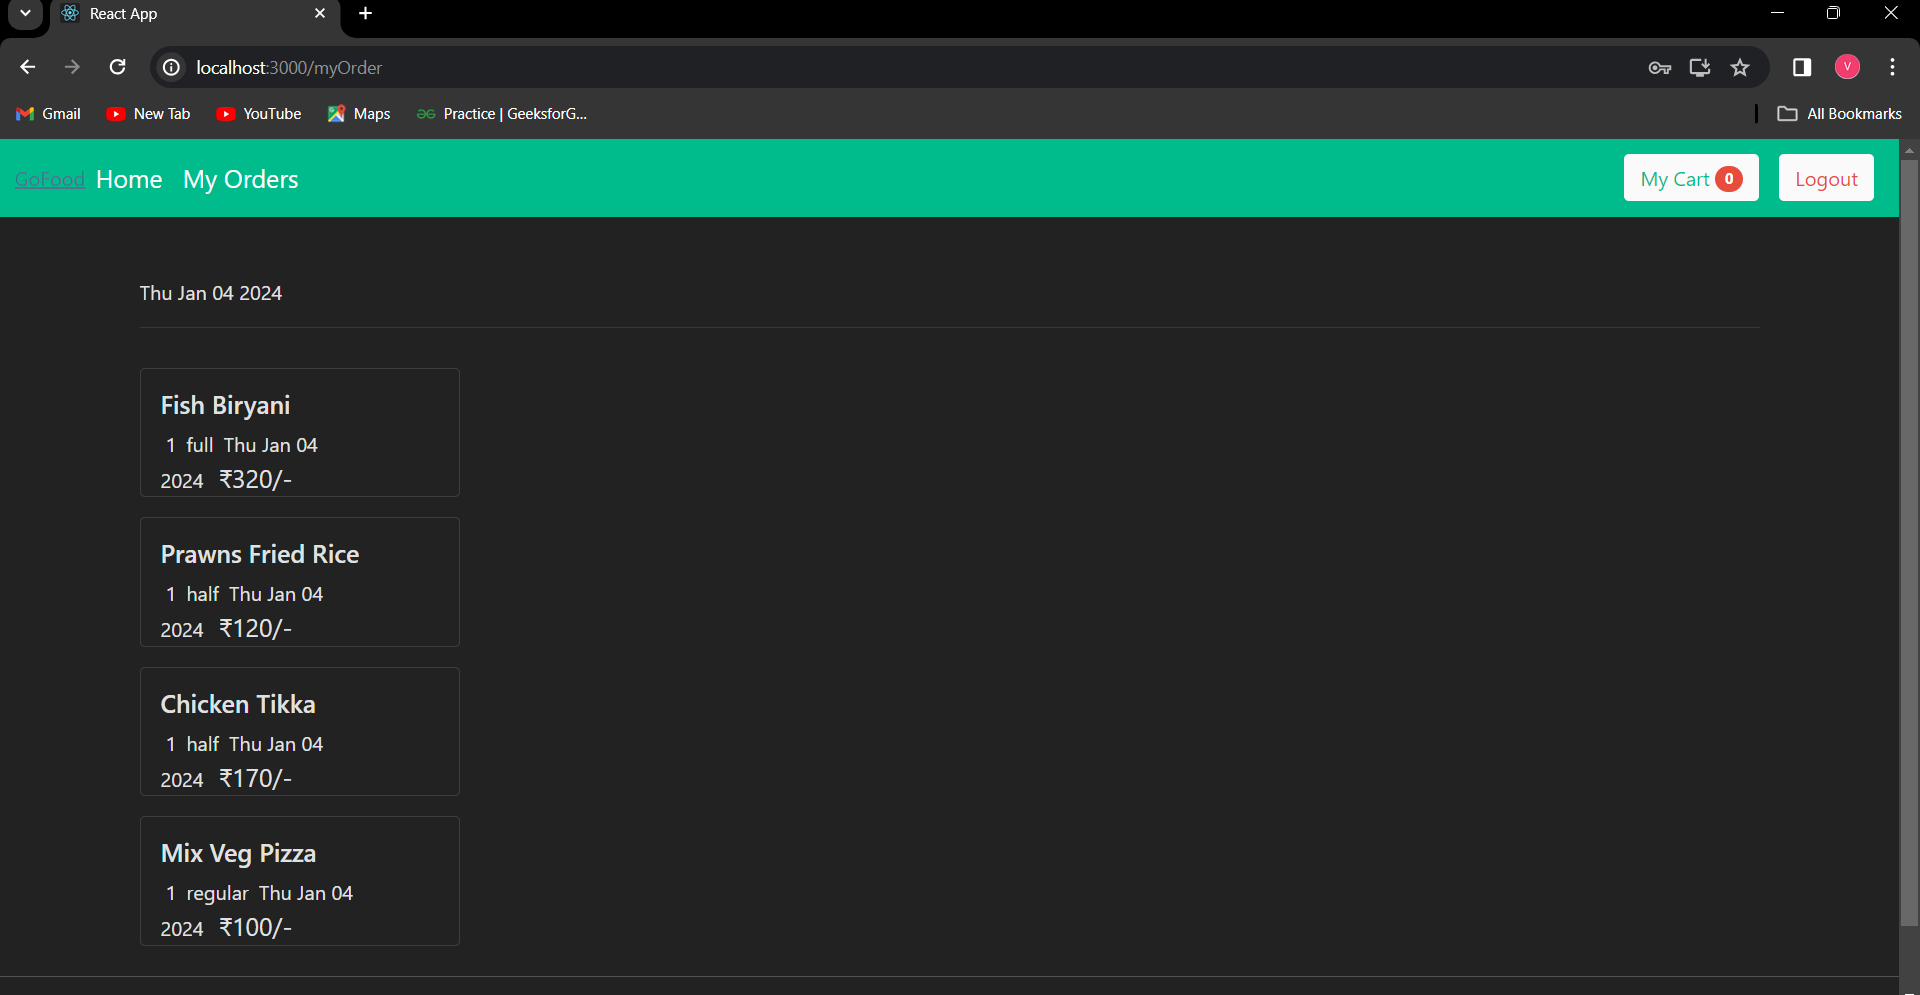 React App
localhost:3000/myOrder
V
Gmail New Tab YouTube Maps Practice | GeeksforG... All Bookmarks
GoFood Home My Orders My Cart 0 Logout
Thu Jan 04 2024
Fish Biryani
1 full Thu Jan 04
2024 ₹320/-
Prawns Fried Rice
1 half Thu Jan 04
2024 ₹120/-
Chicken Tikka
1 half Thu Jan 04
2024 ₹170/-
Mix Veg Pizza
1 regular Thu Jan 04
2024 ₹100/-